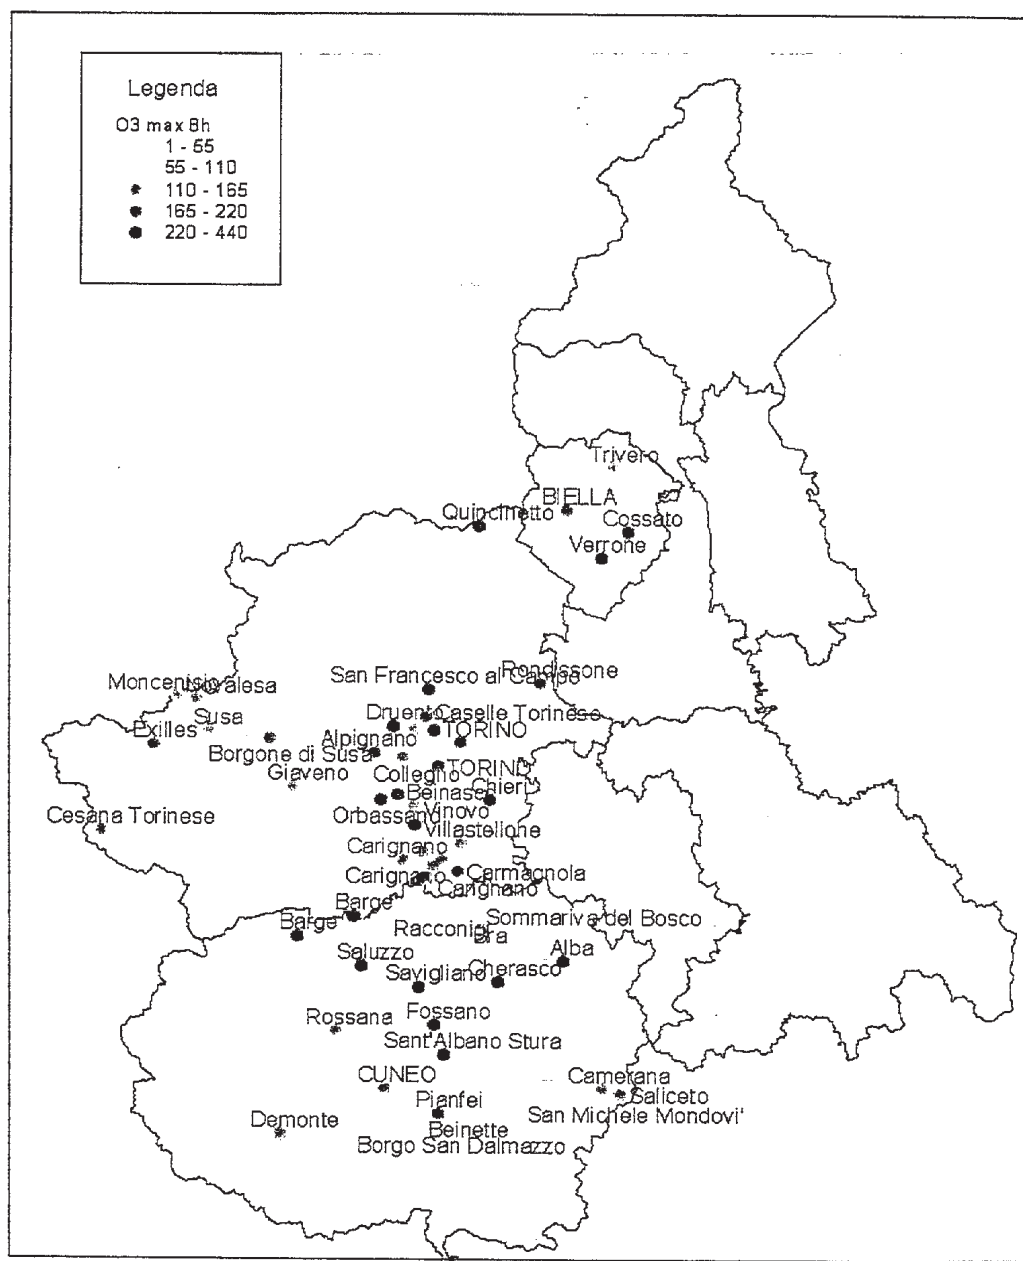 Legenda
O3 max 8h
1 - 55
55 - 110
110 - 165
165 - 220
220 - 440
Trivero
BIELLA
Quincinetto
Cossato
Verrone
Rondissone
San Francesco al Campo
Moncenisio
Novalesa
Susa
Druento
Caselle Torinese
Exilles
Alpignano
TORINO
Borgone di Susa
Giaveno
Collegno
TORINO
Chieri
Beinasco
Cesana Torinese
Orbassano
Vinovo
Villastellone
Carignano
Carignano
Carmagnola
Carignano
Barge
Barge
Racconigi
Sommariva del Bosco
Bra
Alba
Saluzzo
Savigliano
Cherasco
Rossana
Fossano
Sant'Albano Stura
CUNEO
Camerana
Pianfei
Saliceto
San Michele Mondovi'
Demonte
Beinette
Borgo San Dalmazzo